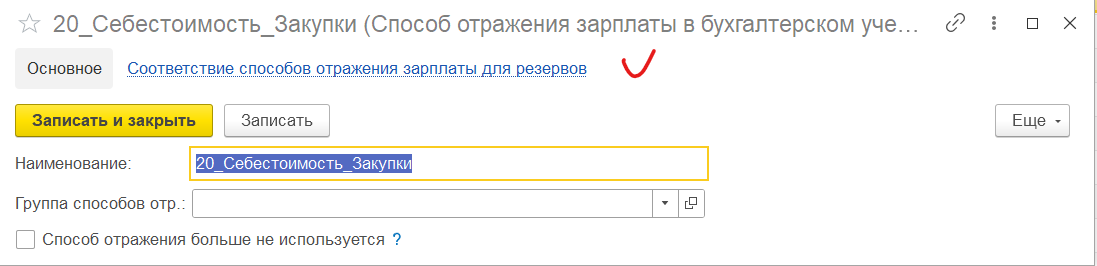 20_Себестоимость_Закупки (Способ отражения зарплаты в бухгалтерском уче...
Основное Соответствие способов отражения зарплаты для резервов
Записать и закрыть Записать Еще
Наименование: 20_Себестоимость_Закупки
Группа способов отр.:
Способ отражения больше не используется ?